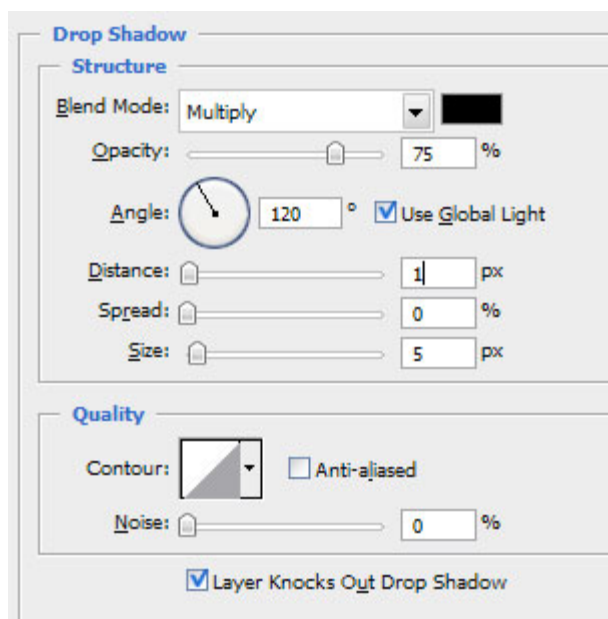 Drop Shadow
Structure
Blend Mode: Multiply
Opacity: 75 %
Angle: 120 ° Use Global Light
Distance: 1 px
Spread: 0 %
Size: 5 px
Quality
Contour: Anti-aliased
Noise: 0 %
Layer Knocks Out Drop Shadow